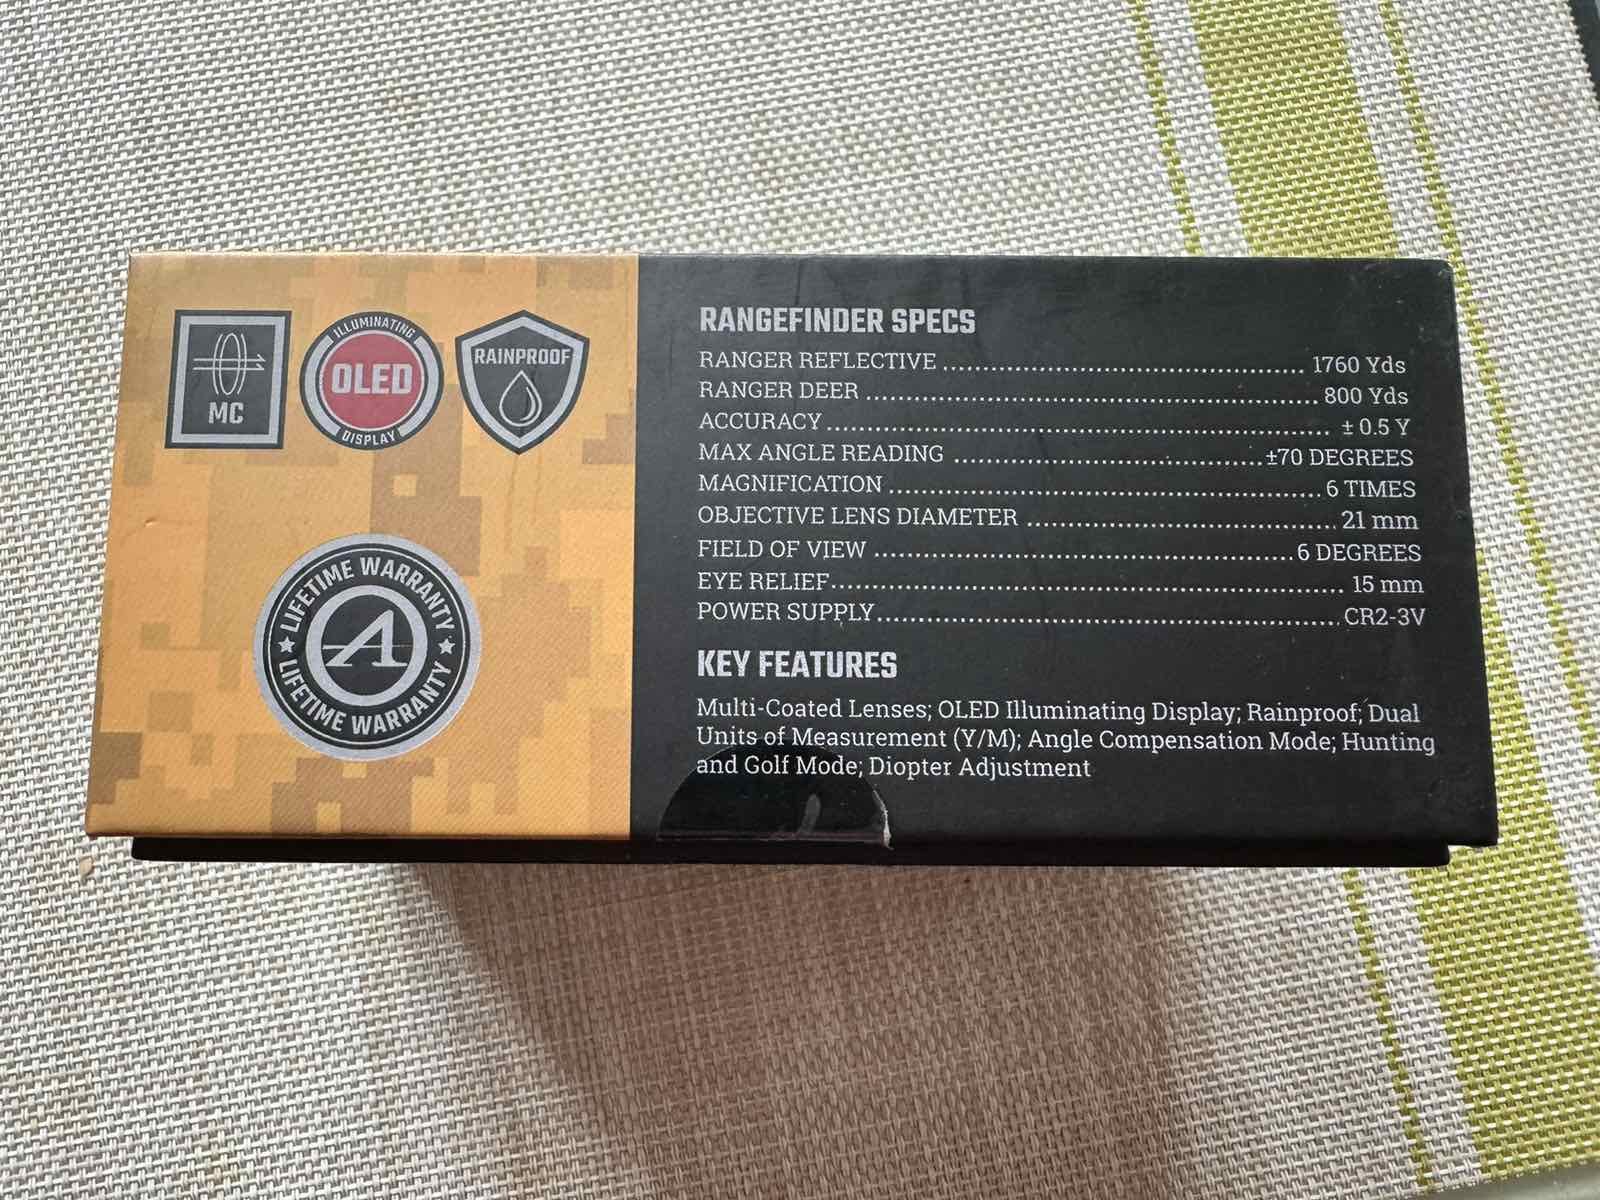 MC
ILLUMINATING
OLED
DISPLAY
RAINPROOF
LIFETIME WARRANTY
A
LIFETIME WARRANTY
RANGEFINDER SPECS
RANGER REFLECTIVE ........................................ 1760 Yds
RANGER DEER .................................................... 800 Yds
ACCURACY .......................................................... ± 0.5 Y
MAX ANGLE READING ................................... ±70 DEGREES
MAGNIFICATION ................................................. 6 TIMES
OBJECTIVE LENS DIAMETER ................................... 21 mm
FIELD OF VIEW ................................................ 6 DEGREES
EYE RELIEF .......................................................... 15 mm
POWER SUPPLY .................................................... CR2-3V
KEY FEATURES
Multi-Coated Lenses; OLED Illuminating Display; Rainproof; Dual
Units of Measurement (Y/M); Angle Compensation Mode; Hunting
and Golf Mode; Diopter Adjustment